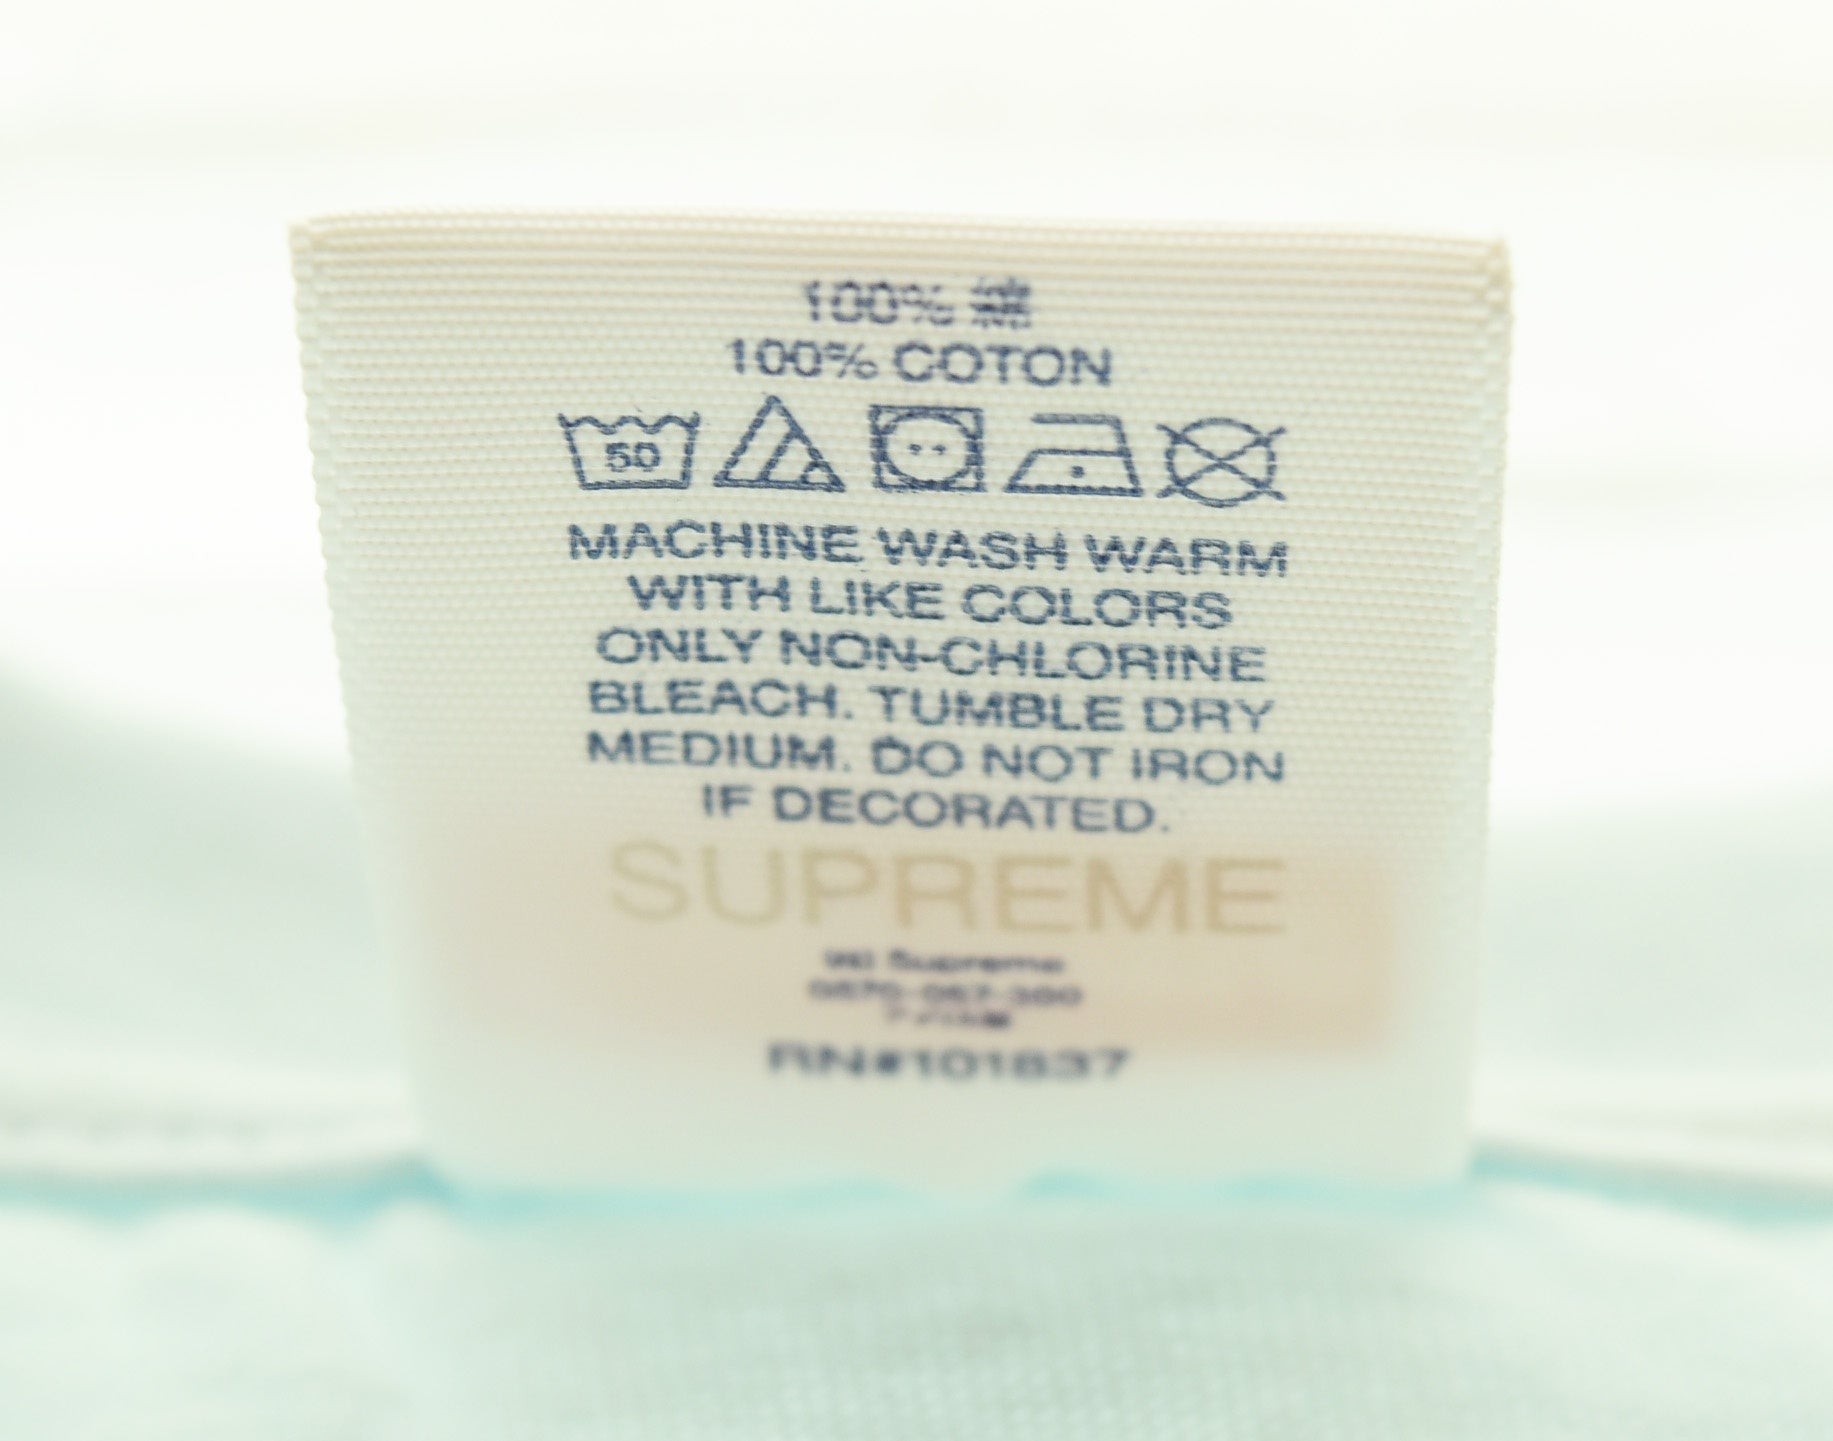 100% 綿
100% COTON
50
MACHINE WASH WARM
WITH LIKE COLORS
ONLY NON-CHLORINE
BLEACH. TUMBLE DRY
MEDIUM. DO NOT IRON
IF DECORATED.
SUPREME
Supreme
RN#101837